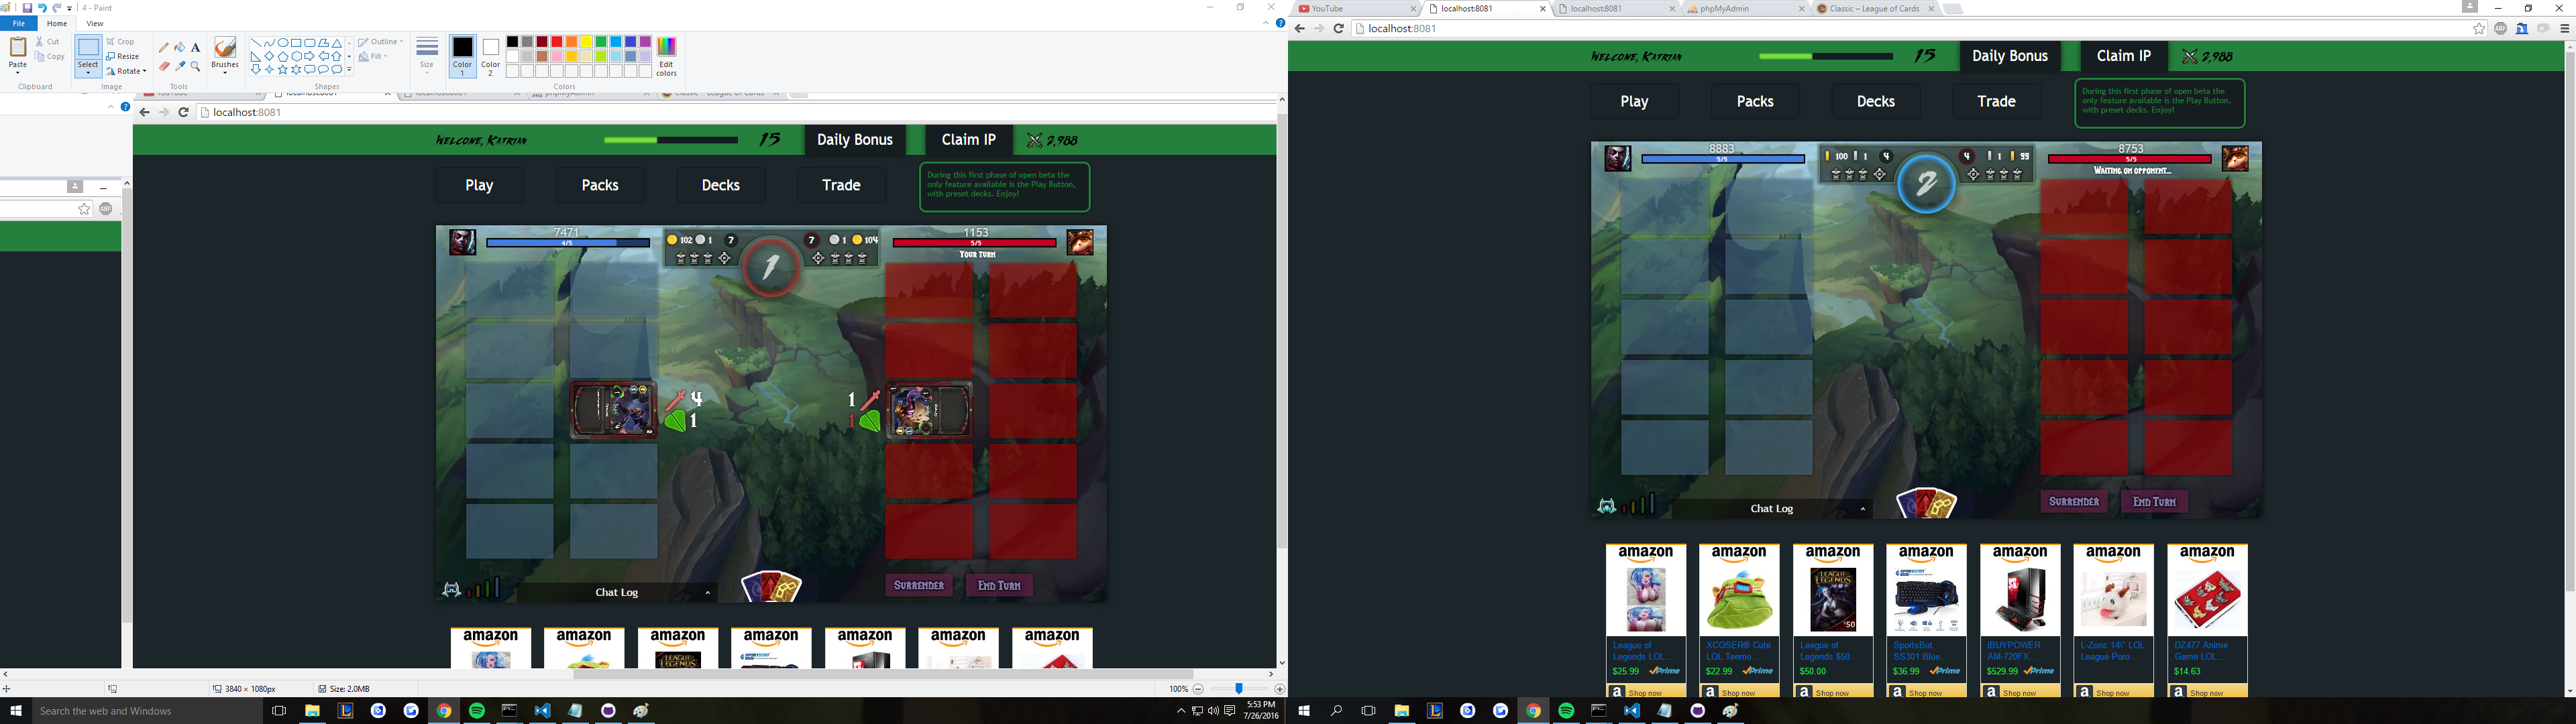 4 - Paint
File Home View
Paste
Cut
Copy
Clipboard
Select
Crop
Resize
Rotate
Image
Tools
Brushes
Shapes
Outline
Fill
Size
Color 1
Color 2
Edit colors
Colors
localhost:8081
Welcome, Katrian 15 Daily Bonus Claim IP 2,988
Play Packs Decks Trade
During this first phase of open beta the
only feature available is the Play Button,
with preset decks. Enjoy!
7471
4/5
102 1 7
1
7 1 104
1153
5/5
Your turn
4
1
1
1
Chat Log
Surrender End Turn
amazon amazon amazon amazon amazon amazon amazon
3840 × 1080px
Size: 2.0MB
100%
Search the web and Windows
5:53 PM
7/26/2016
YouTube
localhost:8081
localhost:8081
phpMyAdmin
Classic – League of Cards
localhost:8081
Welcome, Katrian 15 Daily Bonus Claim IP 2,988
Play Packs Decks Trade
During this first phase of open beta the
only feature available is the Play Button,
with preset decks. Enjoy!
8883
5/5
100 1 4
2
4 1 99
8753
5/5
Waiting on opponent...
Chat Log
Surrender End Turn
amazon amazon amazon amazon amazon amazon amazon
League of Legends LOL...
$25.99 Prime
Shop now
XCOSER® Cute LOL Teemo...
$22.99 Prime
Shop now
League of Legends $50...
$50.00
Shop now
SportsBot SS301 Blue...
$36.99 Prime
Shop now
IBUYPOWER AM-720FX...
$529.99 Prime
Shop now
L-Zonc 14\" LOL League Poro...
Shop now
DZ477 Anime Game LOL...
$14.63
Shop now